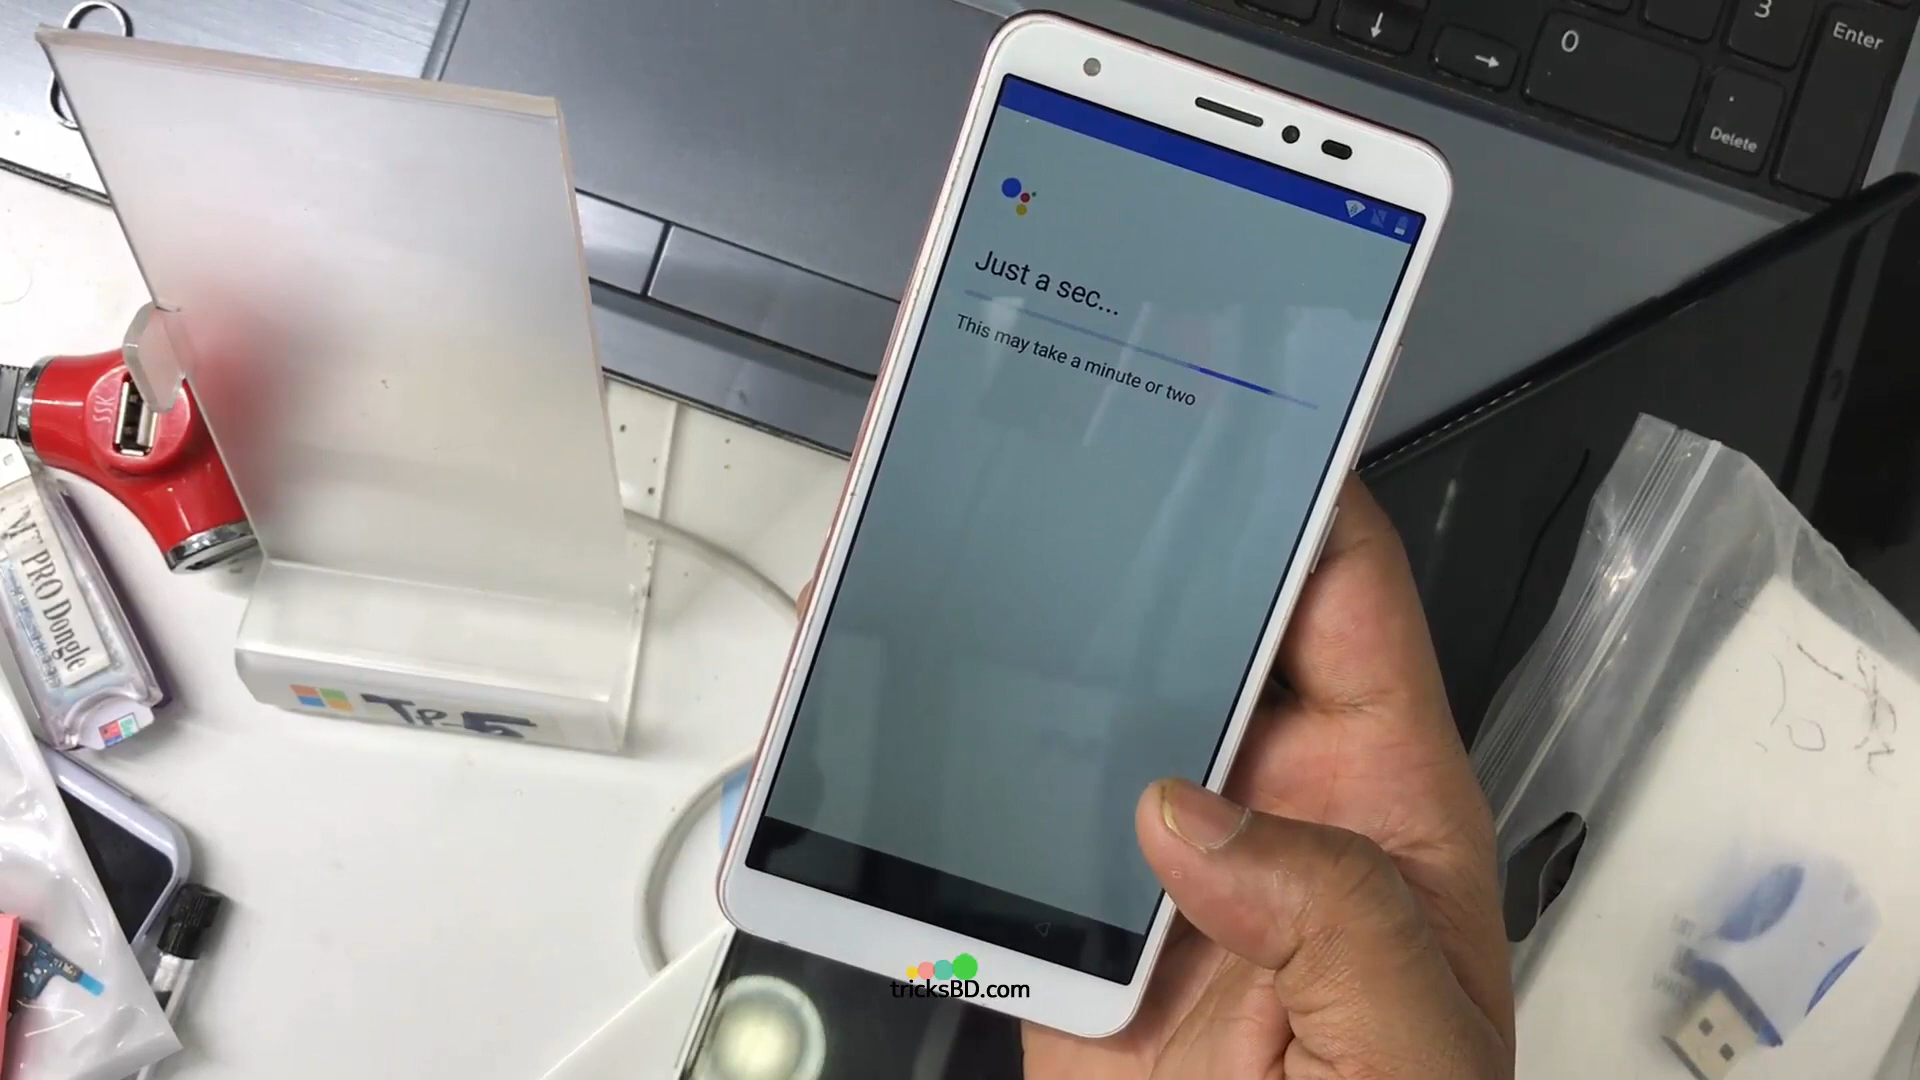 3
Enter
0
Delete
Just a sec...
This may take a minute or two
SSK
MT PRO Dongle
TP-5
tricksBD.com